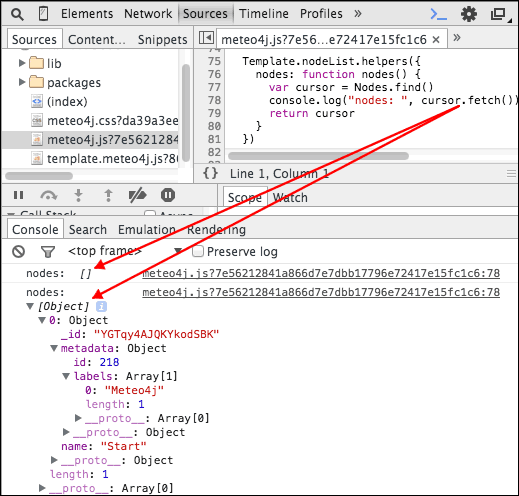 Elements Network Sources Timeline Profiles »
Sources Content... Snippets meteo4j.js?7e56…e72417e15fc1c6 × »
lib
packages
(index)
meteo4j.css?da39a3ee
meteo4j.js?7e5621284
template.meteo4j.js?86
74
75 Template.nodeList.helpers({
76 nodes: function nodes() {
77 var cursor = Nodes.find()
78 console.log("nodes: ", cursor.fetch())
79 return cursor
80 }
81 })
82
{} Line 1, Column 1
Scope Watch
Call Stack Async
Console Search Emulation Rendering
<top frame> Preserve log
nodes: [] meteo4j.js?7e56212841a866d7e7dbb17796e72417e15fc1c6:78
nodes: meteo4j.js?7e56212841a866d7e7dbb17796e72417e15fc1c6:78
[Object] i
0: Object
_id: "YGTqy4AJQKYkodSBK"
metadata: Object
id: 218
labels: Array[1]
0: "Meteo4j"
length: 1
__proto__: Array[0]
__proto__: Object
name: "Start"
__proto__: Object
length: 1
__proto__: Array[0]